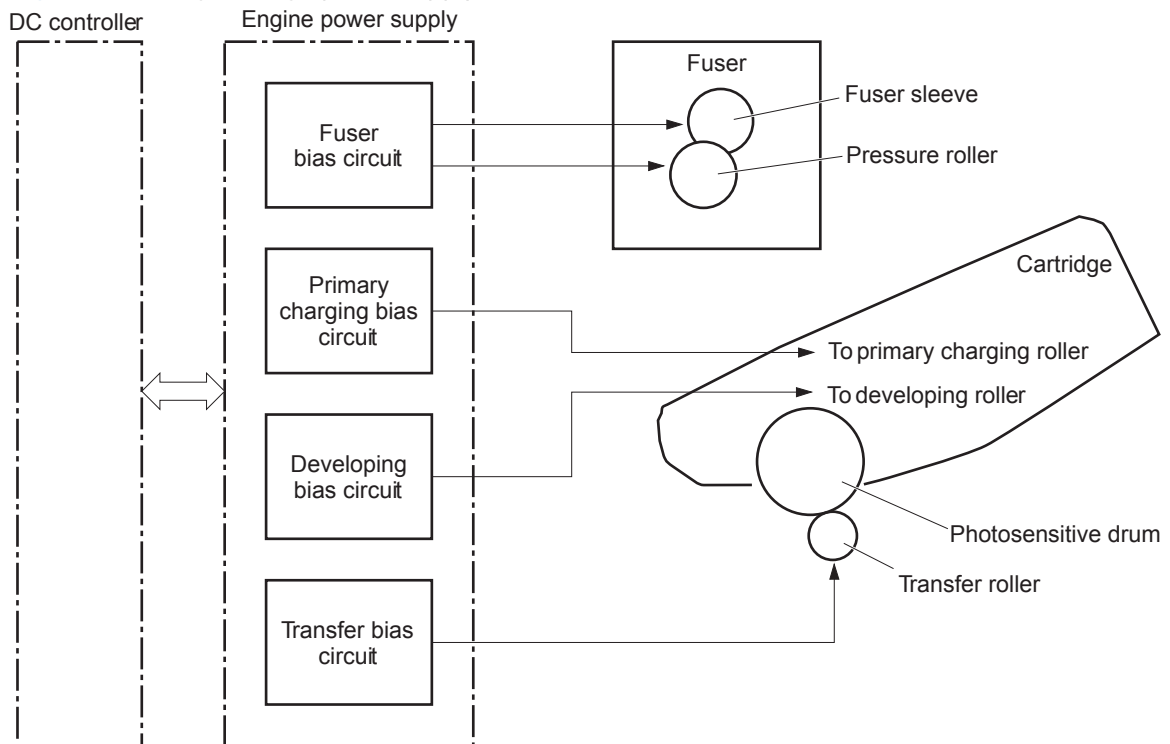 DC controller
Engine power supply
Fuser
bias circuit
Primary
charging bias
circuit
Developing
bias circuit
Transfer bias
circuit
Fuser
Fuser sleeve
Pressure roller
Cartridge
To primary charging roller
To developing roller
Photosensitive drum
Transfer roller